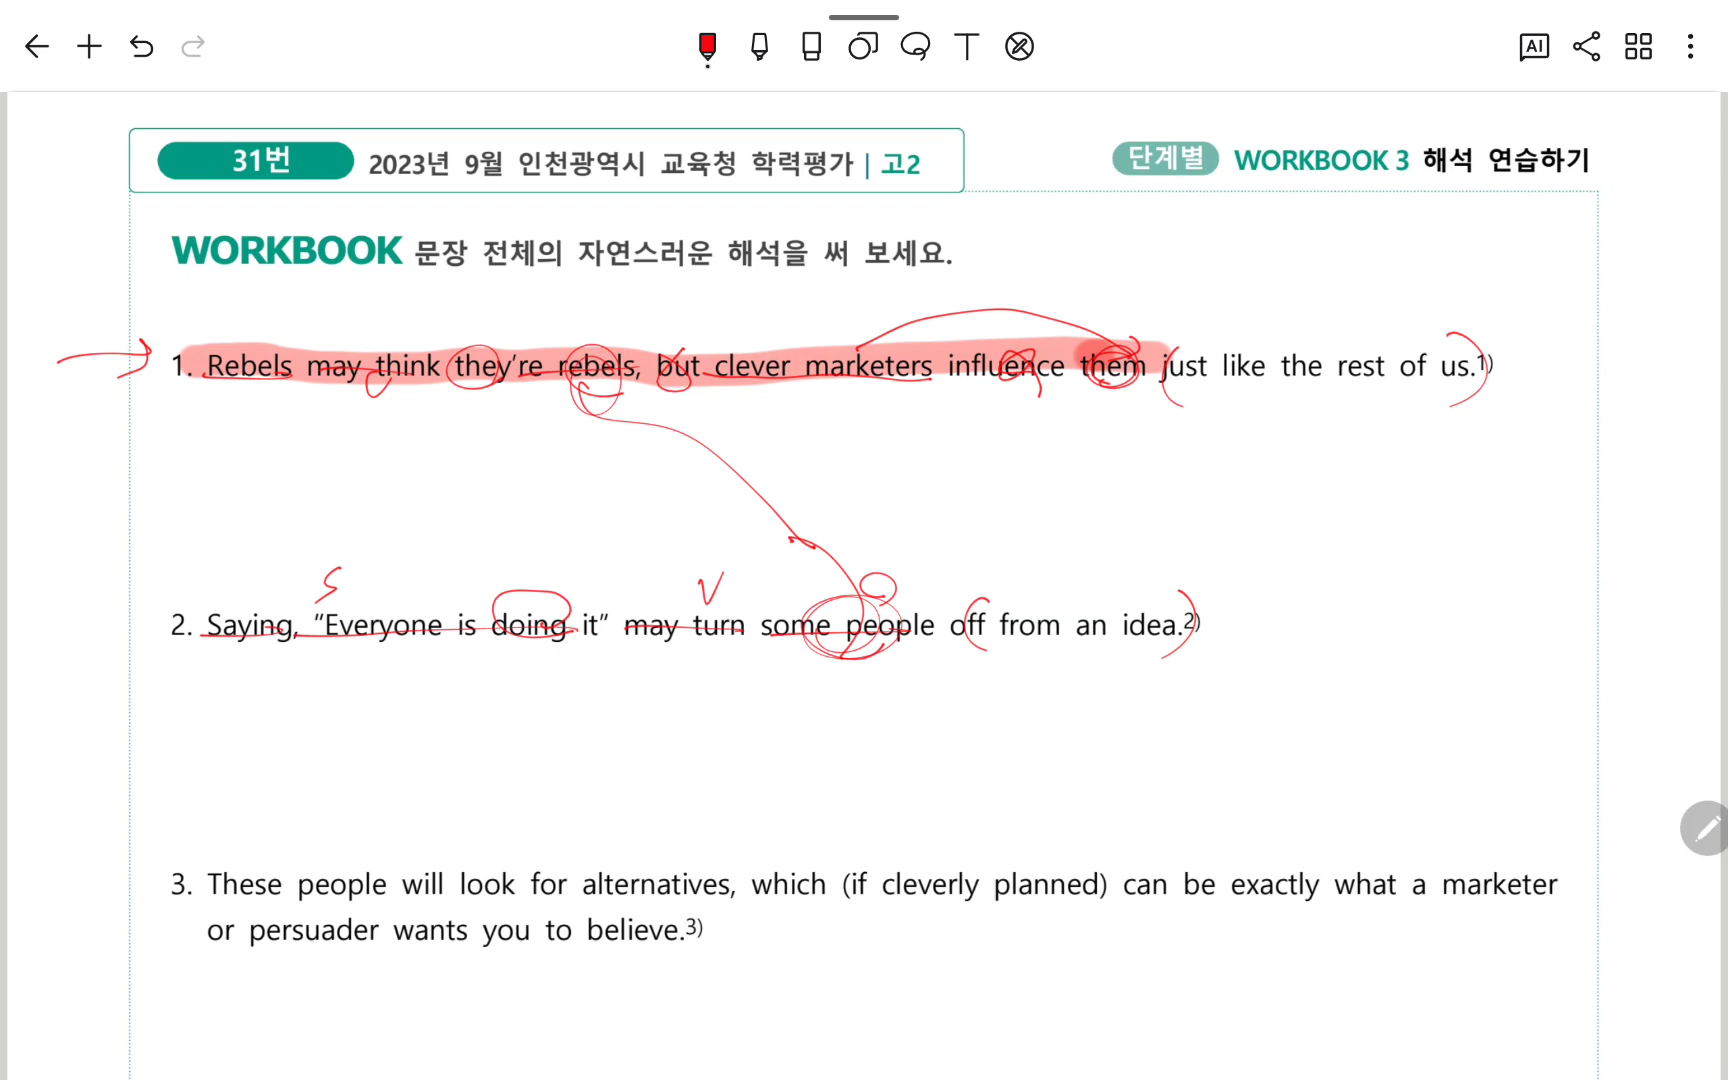 AI
31번 2023년 9월 인천광역시 교육청 학력평가 | 고2
단계별 WORKBOOK 3 해석 연습하기
WORKBOOK 문장 전체의 자연스러운 해석을 써 보세요.
1. Rebels may think they're rebels, but clever marketers influence them just like the rest of us.1)
S V O
2. Saying, "Everyone is doing it" may turn some people off from an idea.2)
3. These people will look for alternatives, which (if cleverly planned) can be exactly what a marketer
or persuader wants you to believe.3)